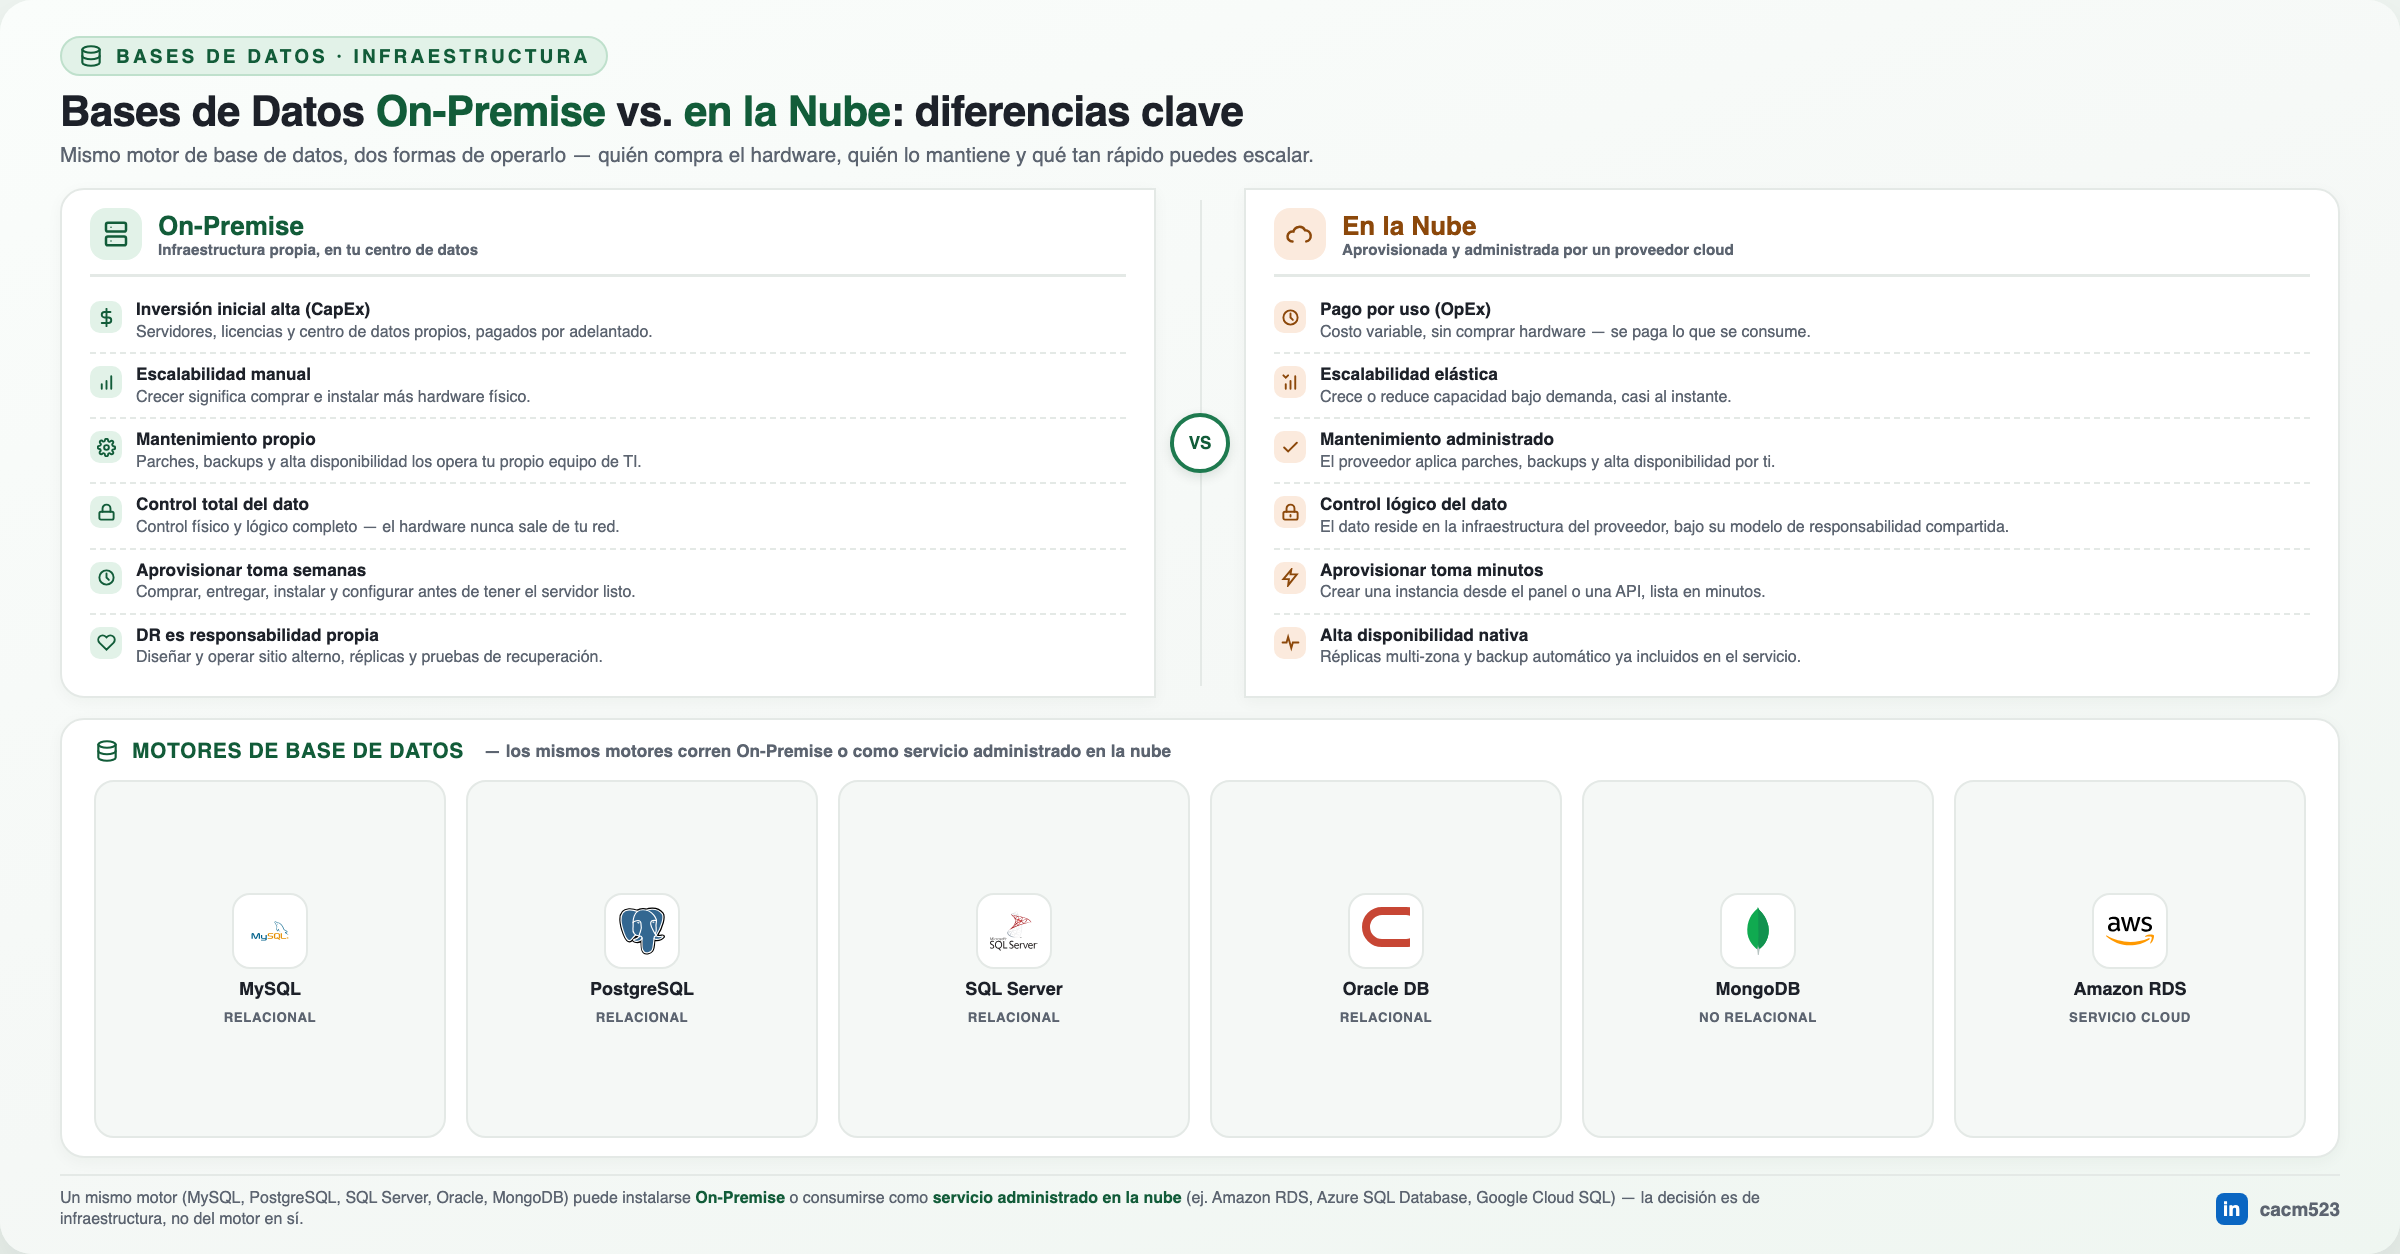 BASES DE DATOS · INFRAESTRUCTURA
Bases de Datos On-Premise vs. en la Nube: diferencias clave
Mismo motor de base de datos, dos formas de operarlo — quién compra el hardware, quién lo mantiene y qué tan rápido puedes escalar.
On-Premise
Infraestructura propia, en tu centro de datos
Inversión inicial alta (CapEx)
Servidores, licencias y centro de datos propios, pagados por adelantado.
Escalabilidad manual
Crecer significa comprar e instalar más hardware físico.
Mantenimiento propio
Parches, backups y alta disponibilidad los opera tu propio equipo de TI.
Control total del dato
Control físico y lógico completo — el hardware nunca sale de tu red.
Aprovisionar toma semanas
Comprar, entregar, instalar y configurar antes de tener el servidor listo.
DR es responsabilidad propia
Diseñar y operar sitio alterno, réplicas y pruebas de recuperación.
VS
En la Nube
Aprovisionada y administrada por un proveedor cloud
Pago por uso (OpEx)
Costo variable, sin comprar hardware — se paga lo que se consume.
Escalabilidad elástica
Crece o reduce capacidad bajo demanda, casi al instante.
Mantenimiento administrado
El proveedor aplica parches, backups y alta disponibilidad por ti.
Control lógico del dato
El dato reside en la infraestructura del proveedor, bajo su modelo de responsabilidad compartida.
Aprovisionar toma minutos
Crear una instancia desde el panel o una API, lista en minutos.
Alta disponibilidad nativa
Réplicas multi-zona y backup automático ya incluidos en el servicio.
MOTORES DE BASE DE DATOS — los mismos motores corren On-Premise o como servicio administrado en la nube
MySQL
MySQL
RELACIONAL
PostgreSQL
RELACIONAL
SQL Server
SQL Server
RELACIONAL
Oracle DB
RELACIONAL
MongoDB
NO RELACIONAL
aws
Amazon RDS
SERVICIO CLOUD
Un mismo motor (MySQL, PostgreSQL, SQL Server, Oracle, MongoDB) puede instalarse On-Premise o consumirse como servicio administrado en la nube (ej. Amazon RDS, Azure SQL Database, Google Cloud SQL) — la decisión es de
infraestructura, no del motor en sí.
in cacm523